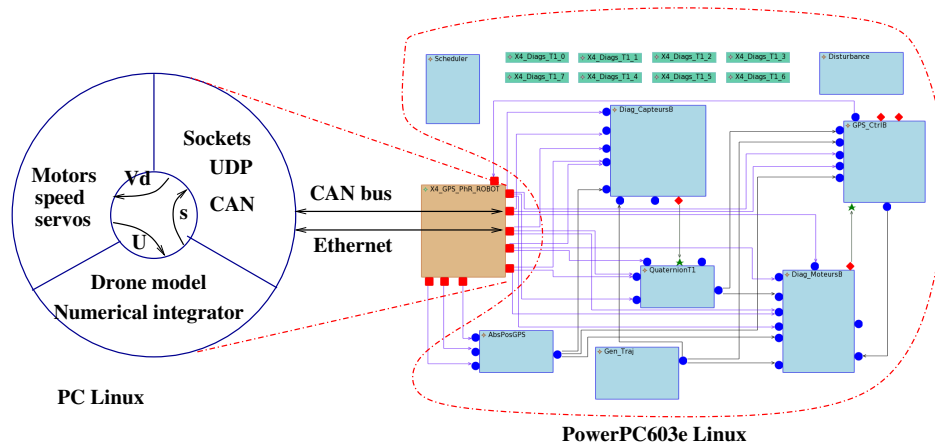 Scheduler
X4_Diags_T1_0
X4_Diags_T1_1
X4_Diags_T1_2
X4_Diags_T1_3
Disturbance
X4_Diags_T1_7
X4_Diags_T1_4
X4_Diags_T1_5
X4_Diags_T1_6
Diag_CapteursB
GPS_CtrlB
Sockets
UDP
CAN
Motors
speed
servos
Vd
s
U
Drone model
Numerical integrator
CAN bus
Ethernet
X4_GPS_PhR_ROBOT
QuaternionT1
Diag_MoteursB
AbsPosGPS
Gen_Traj
PC Linux
PowerPC603e Linux